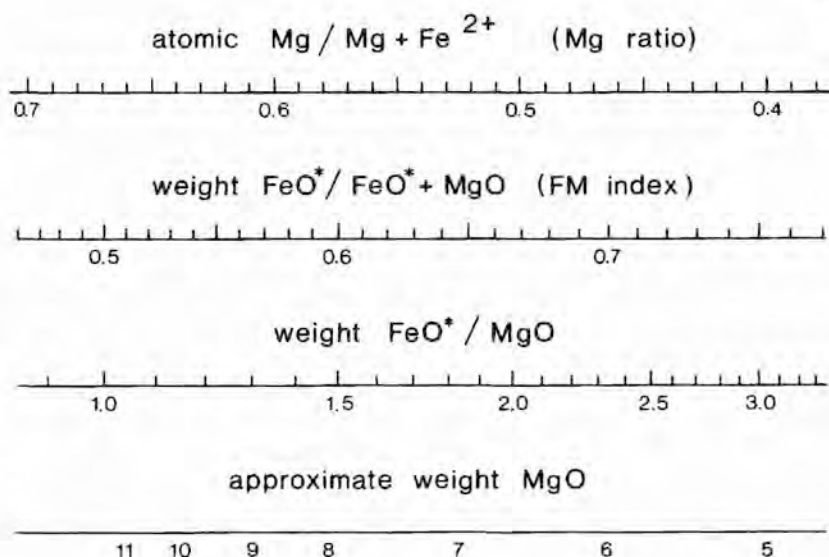 atomic Mg / Mg + Fe 2+ (Mg ratio)
0.7 0.6 0.5 0.4
weight FeO* / FeO* + MgO (FM index)
0.5 0.6 0.7
weight FeO* / MgO
1.0 1.5 2.0 2.5 3.0
approximate weight MgO
11 10 9 8 7 6 5